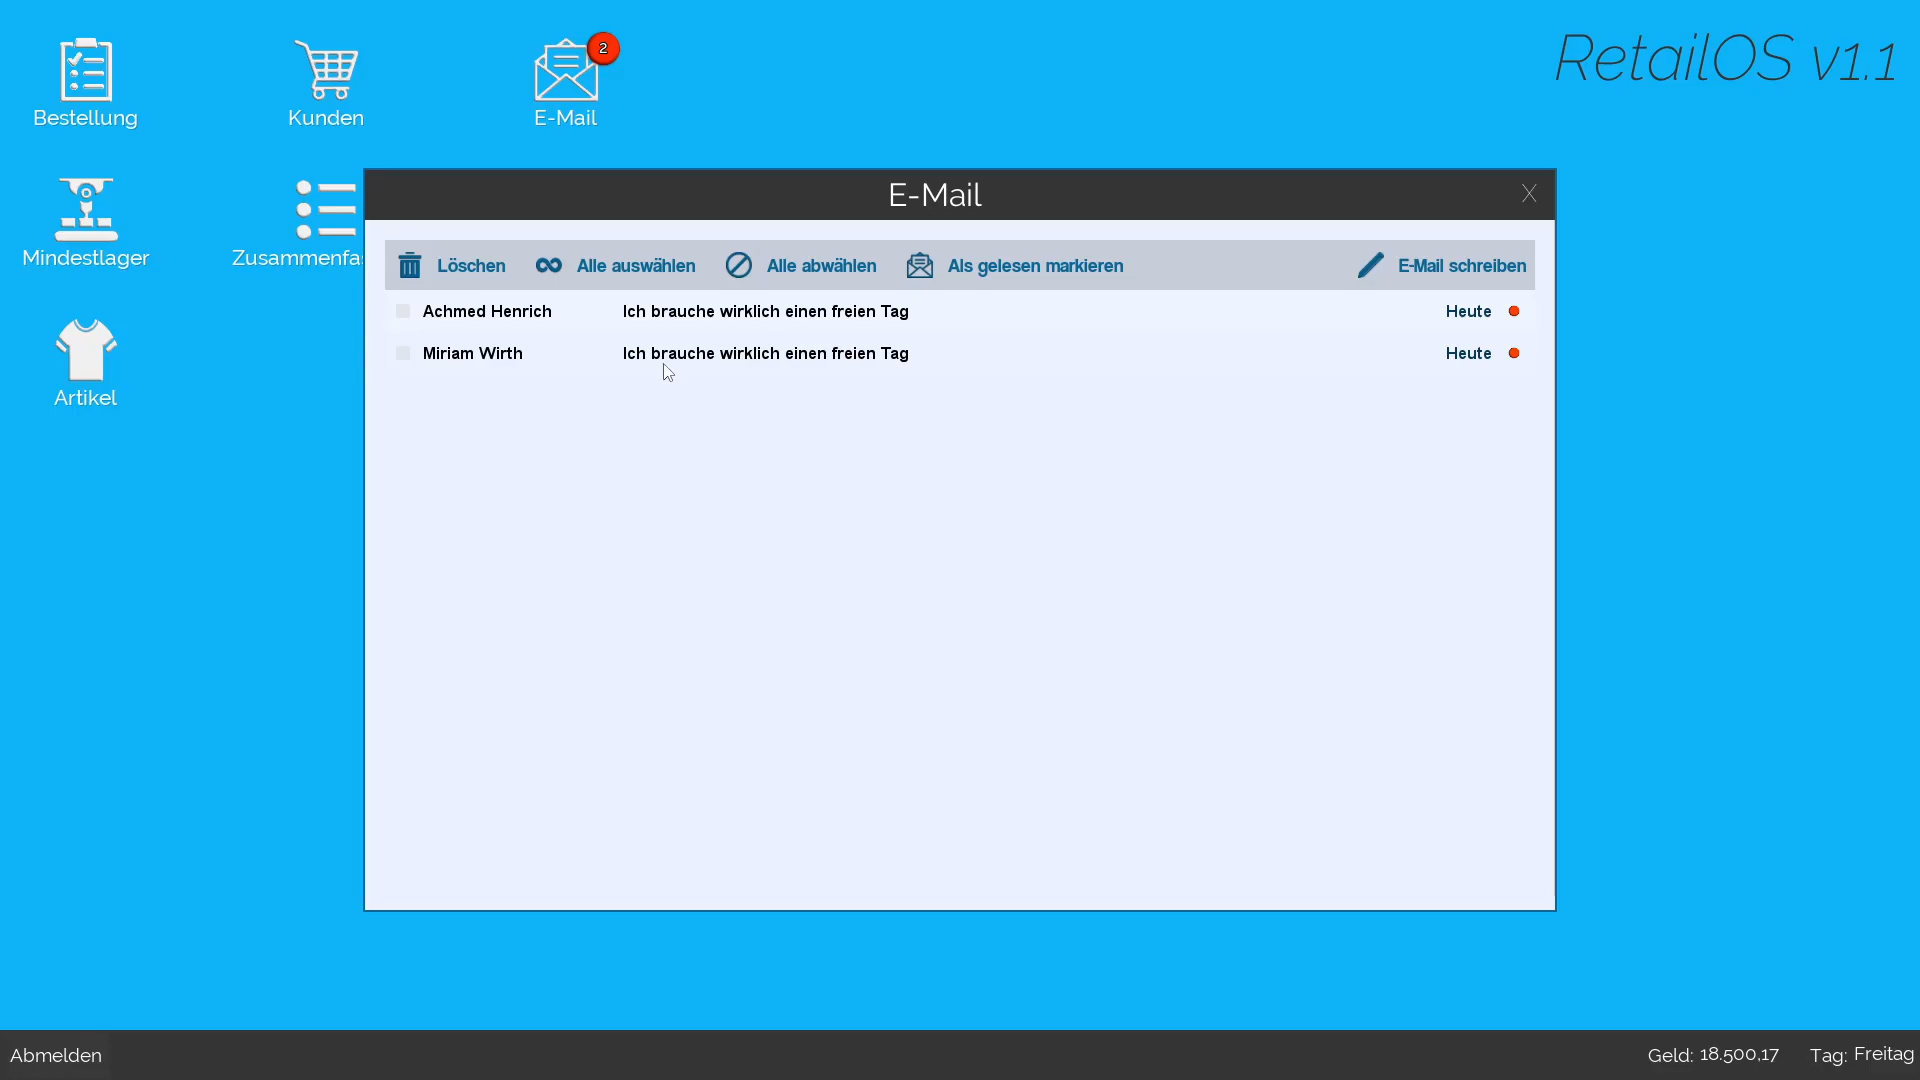 RetailOS v1.1
Bestellung
Kunden
2
E-Mail
Mindestlager
Zusammenfas
Artikel
E-Mail
X
Löschen
Alle auswählen
Alle abwählen
Als gelesen markieren
E-Mail schreiben
Achmed Henrich Ich brauche wirklich einen freien Tag Heute
Miriam Wirth Ich brauche wirklich einen freien Tag Heute
Abmelden
Geld: 18.500,17
Tag: Freitag